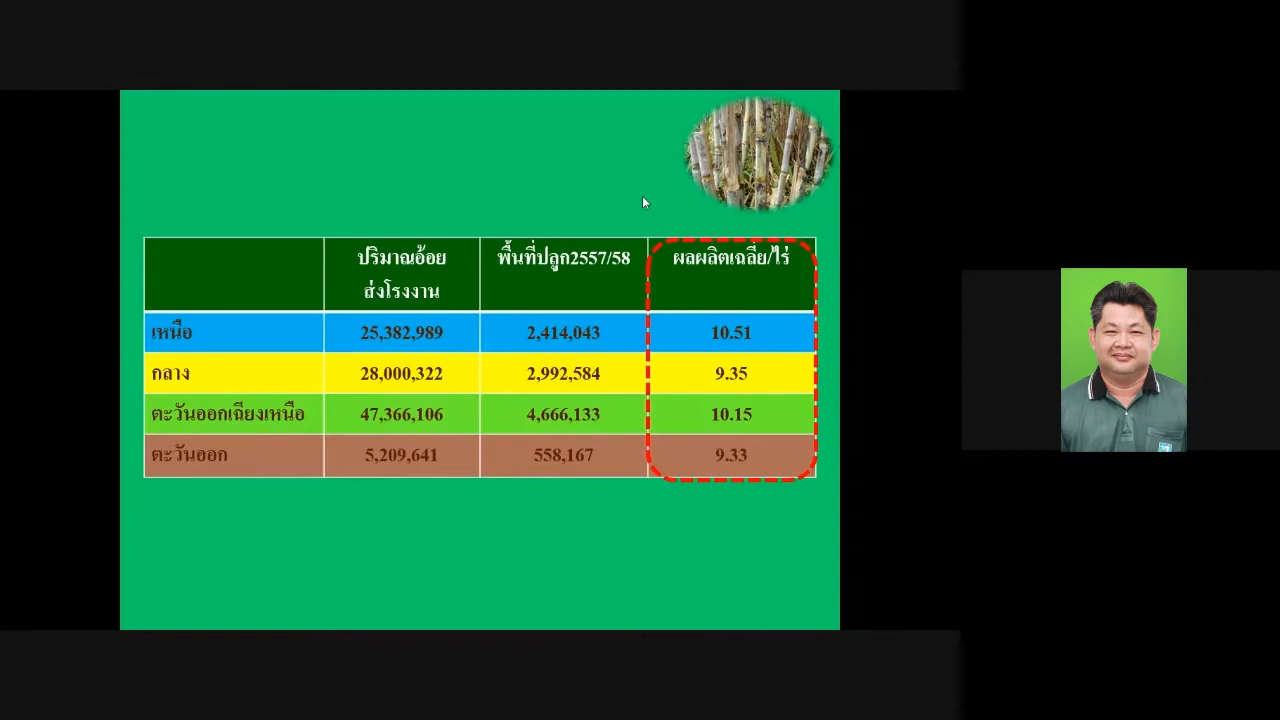 ปริมาณอ้อย
ส่งโรงงาน
พื้นที่ปลูก2557/58
ผลผลิตเฉลี่ย/ไร่
เหนือ 25,382,989 2,414,043 10.51
กลาง 28,000,322 2,992,584 9.35
ตะวันออกเฉียงเหนือ 47,366,106 4,666,133 10.15
ตะวันออก 5,209,641 558,167 9.33